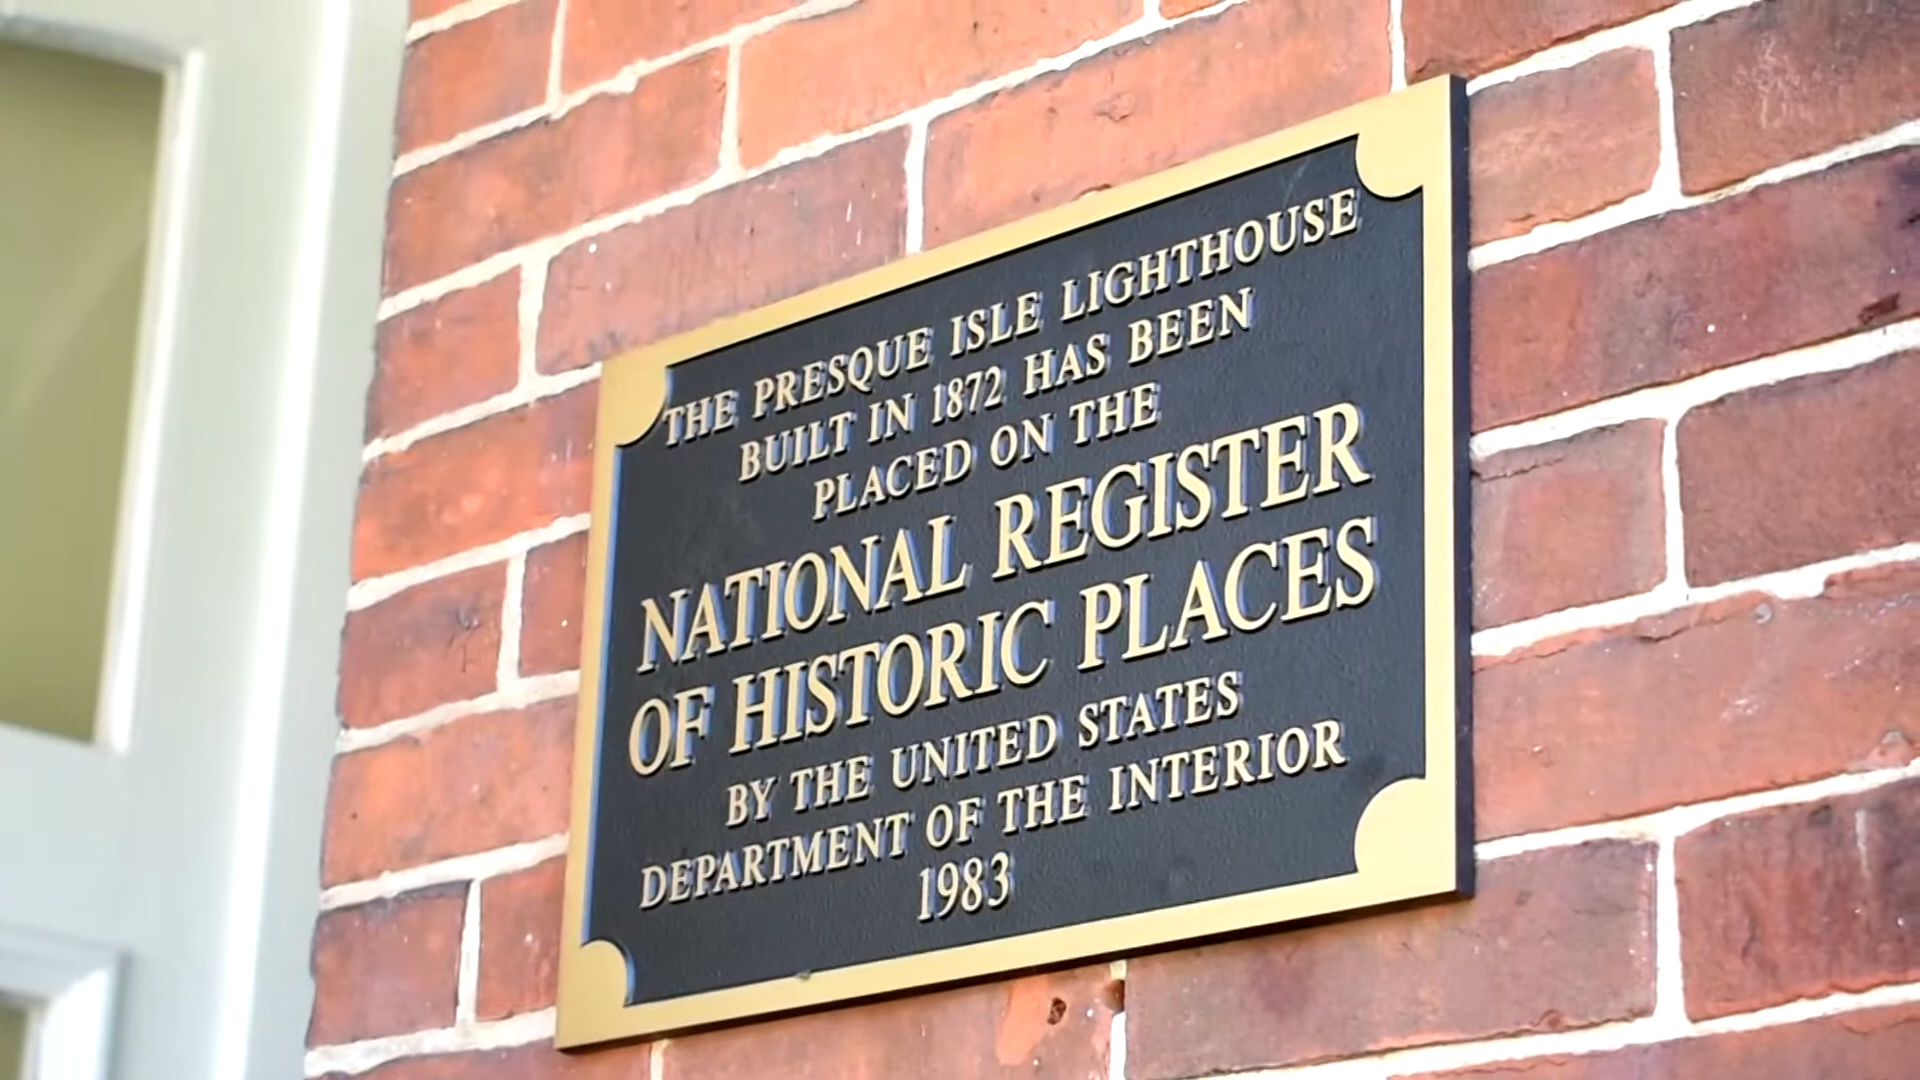 THE PRESQUE ISLE LIGHTHOUSE
BUILT IN 1872 HAS BEEN
PLACED ON THE
NATIONAL REGISTER
OF HISTORIC PLACES
BY THE UNITED STATES
DEPARTMENT OF THE INTERIOR
1983